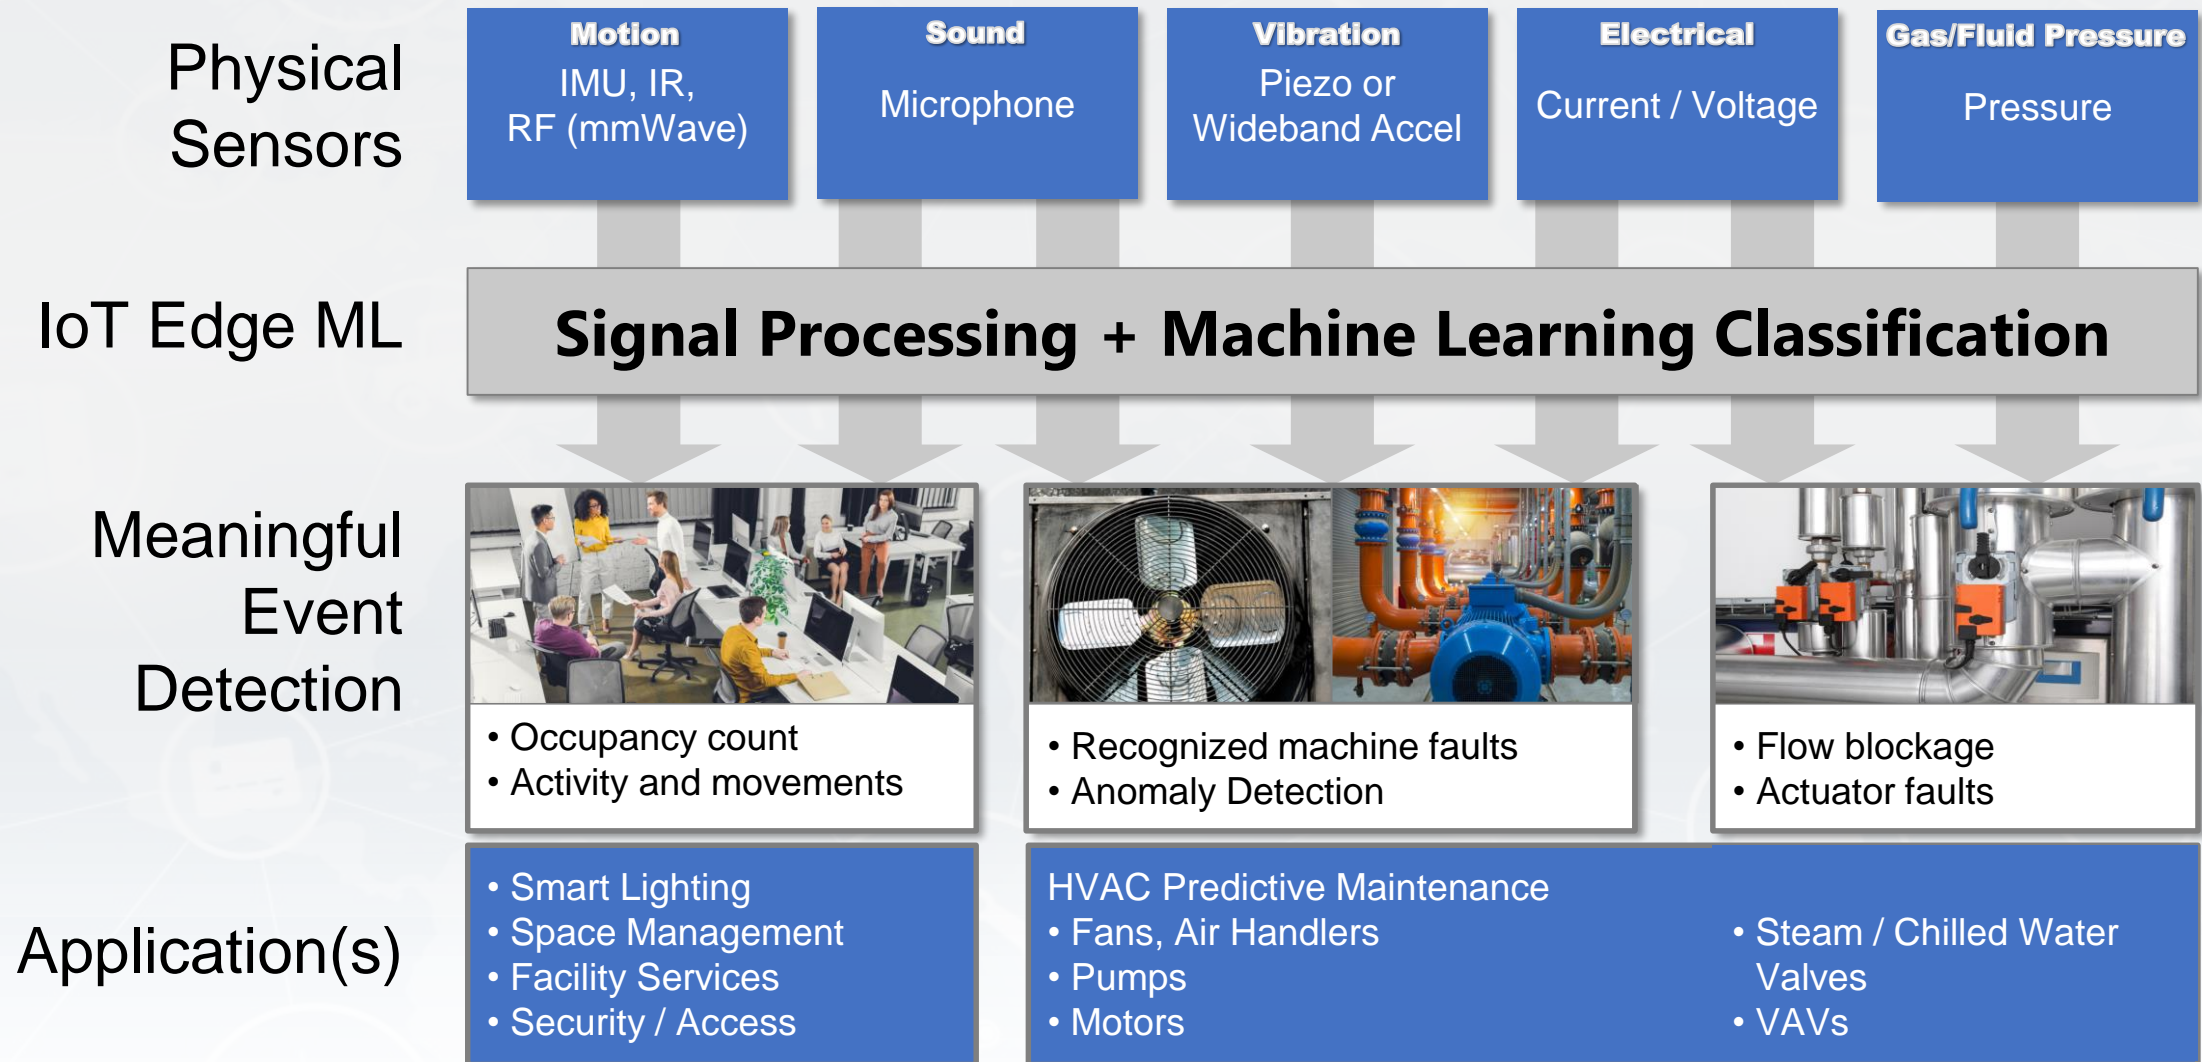 Physical
Sensors
Motion
IMU, IR,
RF (mmWave)
Sound
Microphone
Vibration
Piezo or
Wideband Accel
Electrical
Current / Voltage
Gas/Fluid Pressure
Pressure
IoT Edge ML
Signal Processing + Machine Learning Classification
Meaningful
Event
Detection
• Occupancy count
• Activity and movements
• Recognized machine faults
• Anomaly Detection
• Flow blockage
• Actuator faults
Application(s)
• Smart Lighting
• Space Management
• Facility Services
• Security / Access
HVAC Predictive Maintenance
• Fans, Air Handlers
• Pumps
• Motors
• Steam / Chilled Water
Valves
• VAVs